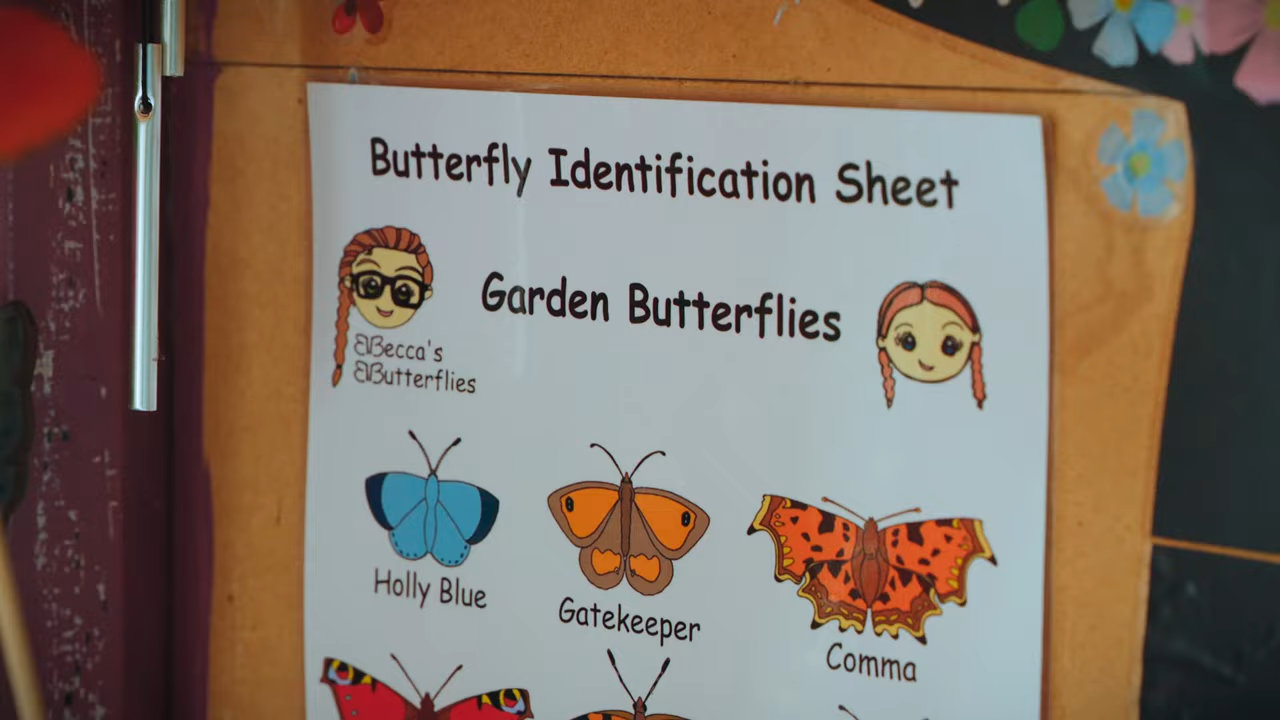 Butterfly Identification Sheet
Garden Butterflies
Becca's
Butterflies
Holly Blue
Gatekeeper
Comma